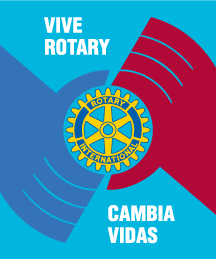 VIVE
ROTARY
ROTARY
INTERNATIONAL
CAMBIA
VIDAS